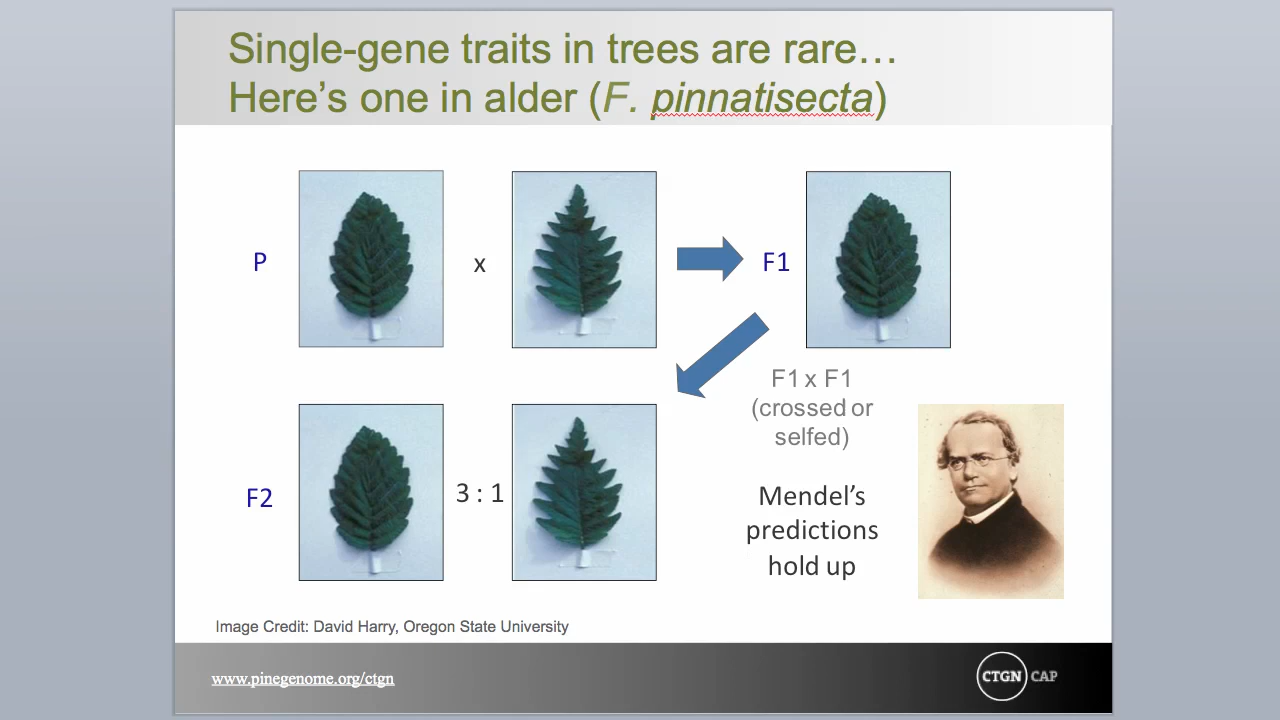 Single-gene traits in trees are rare…
Here’s one in alder (F. pinnatisecta)
P
x
F1
F1 x F1
(crossed or
selfed)
F2
3 : 1
Mendel’s
predictions
hold up
Image Credit: David Harry, Oregon State University
www.pinegenome.org/ctgn
CTGN CAP